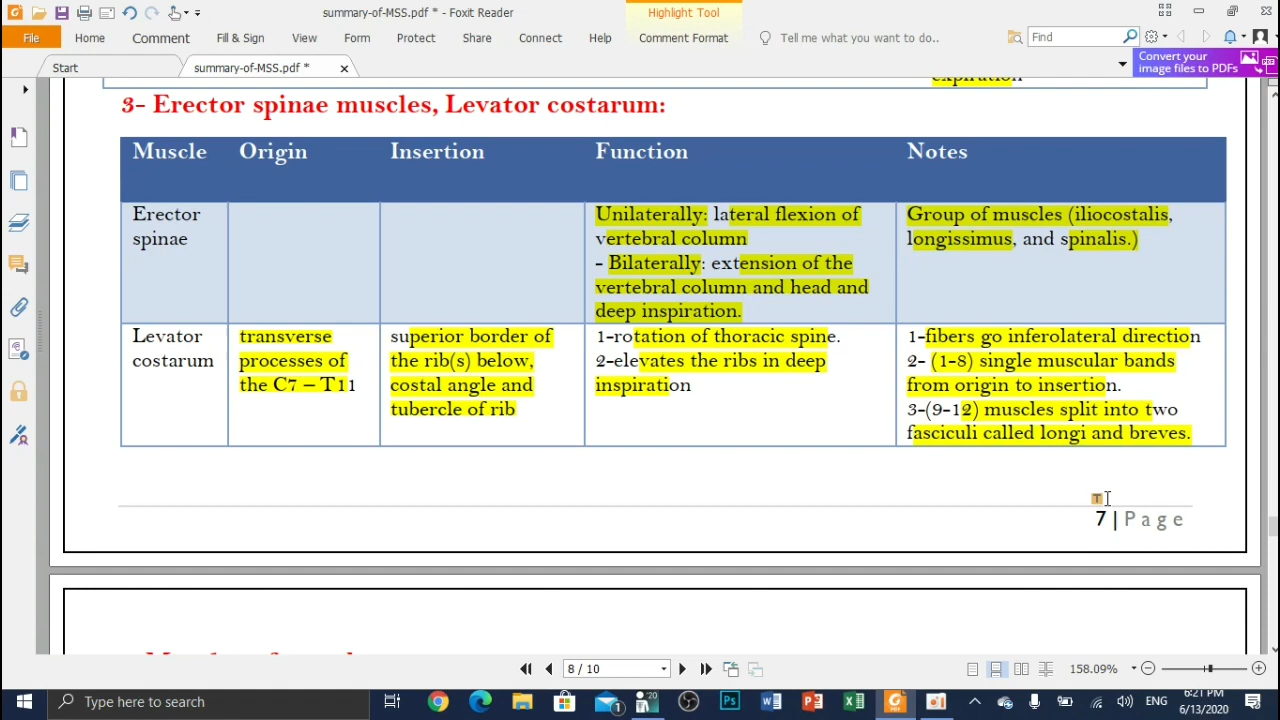 summary-of-MSS.pdf * - Foxit Reader
Highlight Tool
File
Home
Comment
Fill & Sign
View
Form
Protect
Share
Connect
Help
Comment Format
Tell me what you want to do..
Find
Start
summary-of-MSS.pdf *
Convert your
image files to PDFs
expiration
3- Erector spinae muscles, Levator costarum:
Muscle
Origin
Insertion
Function
Notes
Erector
spinae
Unilaterally: lateral flexion of
vertebral column
- Bilaterally: extension of the
vertebral column and head and
deep inspiration.
Group of muscles (iliocostalis,
longissimus, and spinalis.)
Levator
costarum
transverse
processes of
the C7 – T11
superior border of
the rib(s) below,
costal angle and
tubercle of rib
1-rotation of thoracic spine.
2-elevates the ribs in deep
inspiration
1-fibers go inferolateral direction
2- (1-8) single muscular bands
from origin to insertion.
3-(9-12) muscles split into two
fasciculi called longi and breves.
7 | Page
8 / 10
158.09%
Type here to search
ENG
6:21 PM
6/13/2020